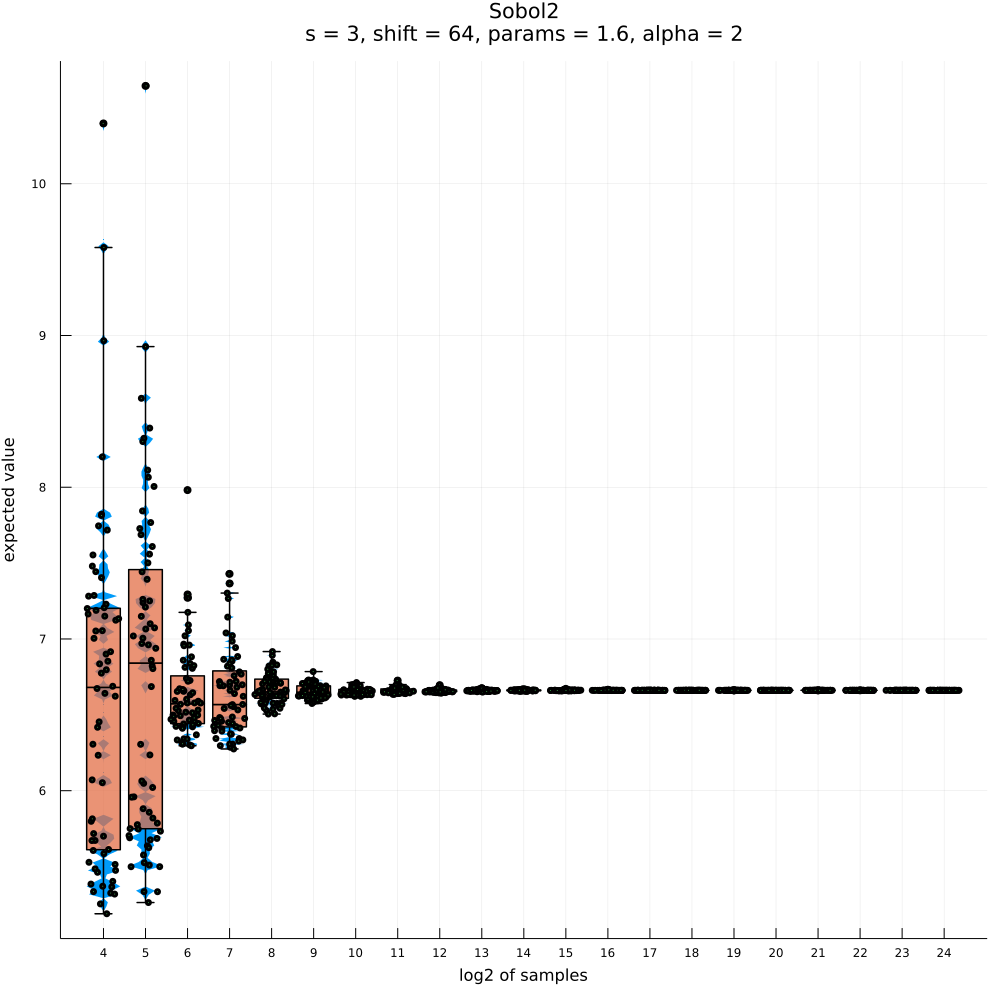 Sobol2
s = 3, shift = 64, params = 1.6, alpha = 2
expected value
10
9
8
7
6
4 5 6 7 8 9 10 11 12 13 14 15 16 17 18 19 20 21 22 23 24
log2 of samples